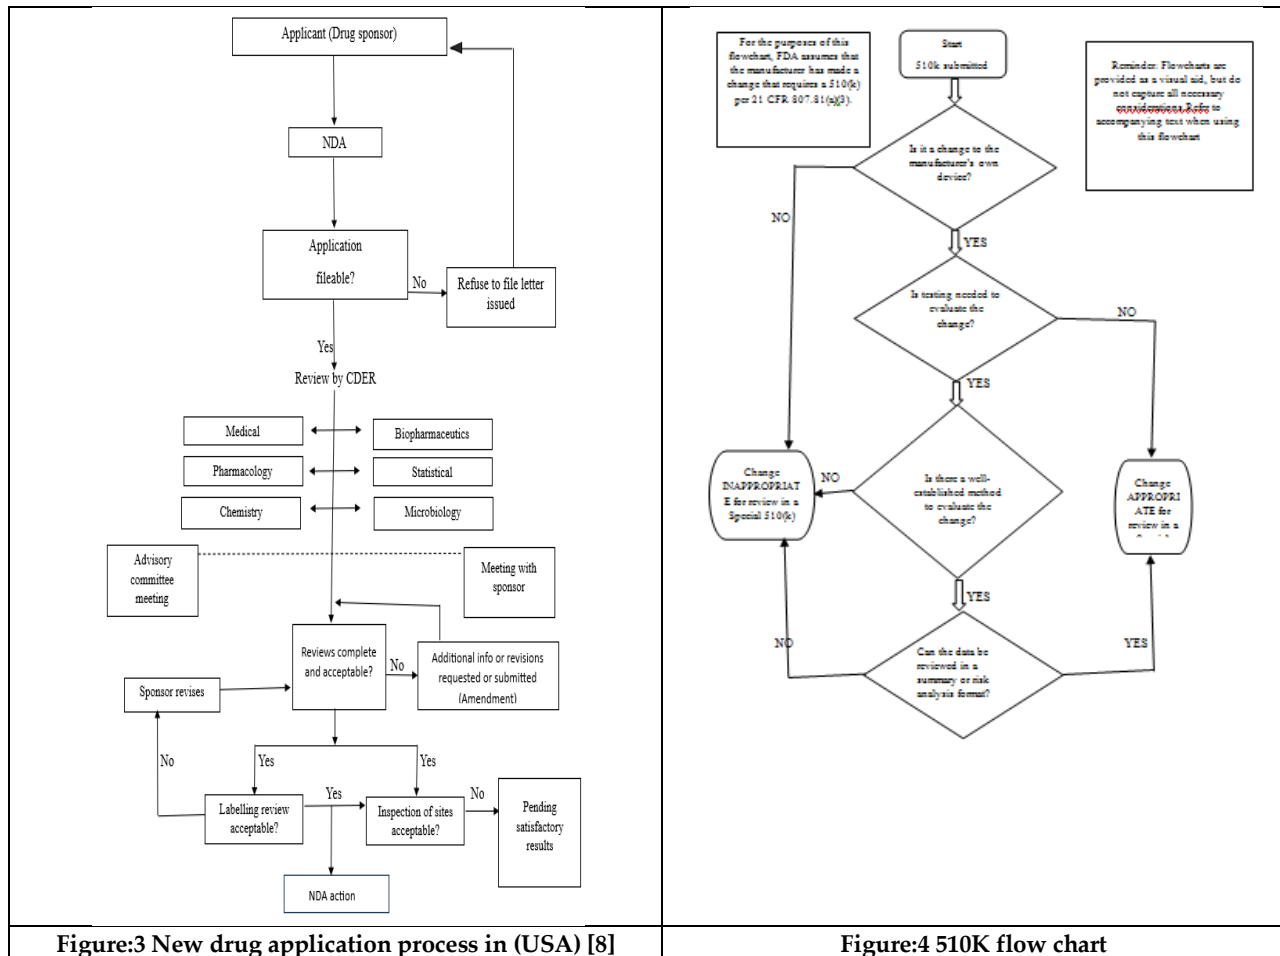 Applicant (Drug sponsor)
NDA
Application
fileable?
No
Refuse to file letter
issued
Yes
Review by CDER
Medical
Biopharmaceutics
Pharmacology
Statistical
Chemistry
Microbiology
Advisory
committee
meeting
Meeting with
sponsor
Reviews complete
and acceptable?
No
Additional info or revisions
requested or submitted
(Amendment)
Sponsor revises
No
Yes
Yes
Labelling review
acceptable?
Yes
Inspection of sites
acceptable?
No
Pending
satisfactory
results
NDA action
Figure:3 New drug application process in (USA) [8]
For the purposes of this
flowchart, FDA assumes that
the manufacturer has made a
change that requires a 510(k)
per 21 CFR 807.81(a)(3).
Start
510k submitted
Reminder: Flowcharts are
provided as a visual aid, but do
not capture all necessary
considerations.Refer to
accompanying text when using
this flowchart
Is it a change to the
manufacturer's own
device?
NO
YES
Is testing needed to
evaluate the
change?
NO
YES
Change
INAPPROPRIAT
E for review in a
Special 510(k)
NO
Is there a well-
established method
to evaluate the
change?
Change
APPROPRI
ATE for
review in a
YES
NO
Can the data be
reviewed in a
summary or risk
analysis format?
YES
Figure:4 510K flow chart